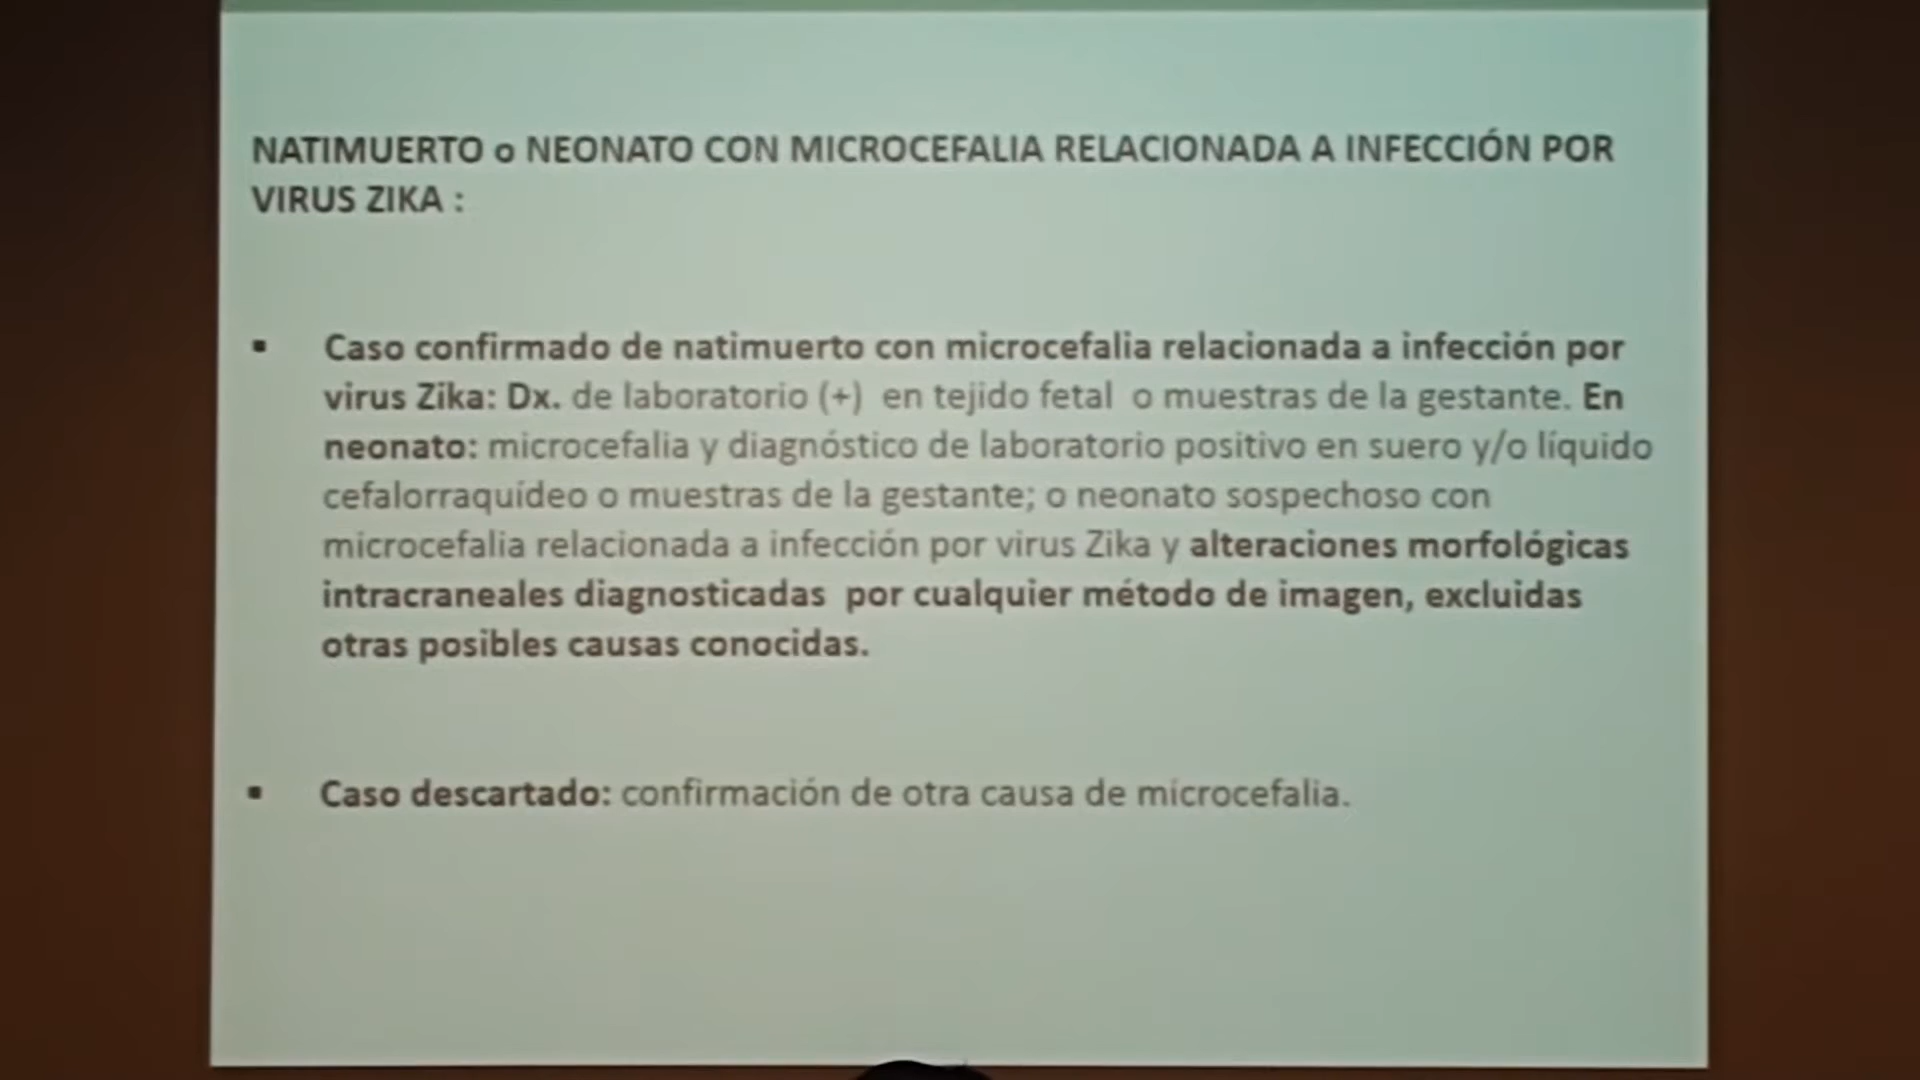 NATIMUERTO o NEONATO CON MICROCEFALIA RELACIONADA A INFECCIÓN POR
VIRUS ZIKA :
▪ Caso confirmado de natimuerto con microcefalia relacionada a infección por
virus Zika: Dx. de laboratorio (+) en tejido fetal o muestras de la gestante. En
neonato: microcefalia y diagnóstico de laboratorio positivo en suero y/o líquido
cefalorraquídeo o muestras de la gestante; o neonato sospechoso con
microcefalia relacionada a infección por virus Zika y alteraciones morfológicas
intracraneales diagnosticadas por cualquier método de imagen, excluidas
otras posibles causas conocidas.
▪ Caso descartado: confirmación de otra causa de microcefalia.